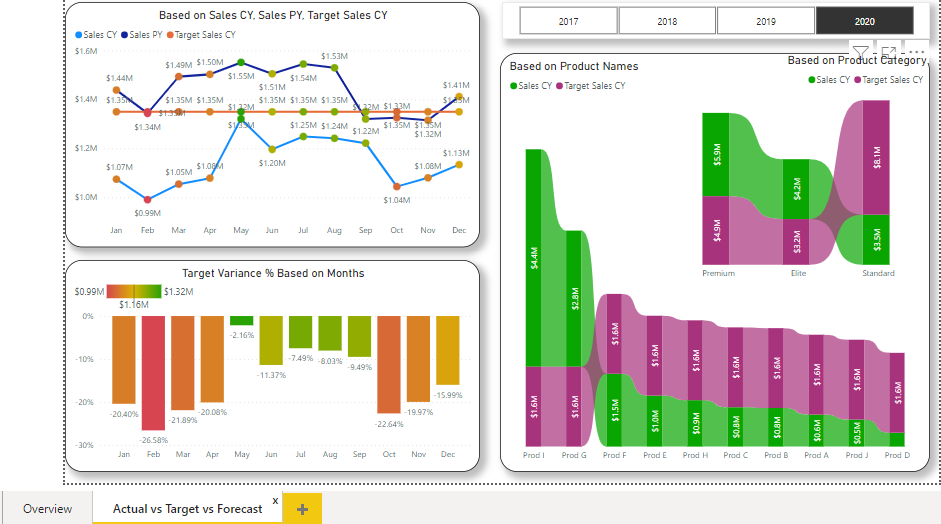 Based on Sales CY, Sales PY, Target Sales CY
Sales CY Sales PY Target Sales CY
$1.6M
$1.4M
$1.2M
$1.0M
$1.44M
$1.34M
$1.49M
$1.50M
$1.55M
$1.51M
$1.54M
$1.53M
$1.32M
$1.33M
$1.32M
$1.41M
$1.35M
$1.35M
$1.35M
$1.35M
$1.35M
$1.35M
$1.35M
$1.35M
$1.35M
$1.35M
$1.35M
$1.07M
$0.99M
$1.05M
$1.08M
$1.32M
$1.20M
$1.25M
$1.24M
$1.22M
$1.04M
$1.08M
$1.13M
Jan Feb Mar Apr May Jun Jul Aug Sep Oct Nov Dec
Target Variance % Based on Months
$0.99M $1.32M
$1.16M
0%
-10%
-20%
-30%
-20.40%
-26.58%
-21.89%
-20.08%
-2.16%
-11.37%
-7.49%
-8.03%
-9.49%
-22.64%
-19.97%
-15.99%
Jan Feb Mar Apr May Jun Jul Aug Sep Oct Nov Dec
2017 2018 2019 2020
Based on Product Names
Sales CY Target Sales CY
$4.4M
$1.6M
$2.8M
$1.6M
$1.6M
$1.5M
$1.6M
$1.0M
$1.6M
$0.9M
$1.6M
$0.8M
$1.6M
$0.8M
$1.6M
$0.6M
$1.6M
$0.5M
$1.6M
Prod I Prod G Prod F Prod E Prod H Prod C Prod B Prod A Prod J Prod D
Based on Product Category
Sales CY Target Sales CY
$5.9M
$4.9M
$4.2M
$3.2M
$8.1M
$3.5M
Premium Elite Standard
Overview
Actual vs Target vs Forecast x
+